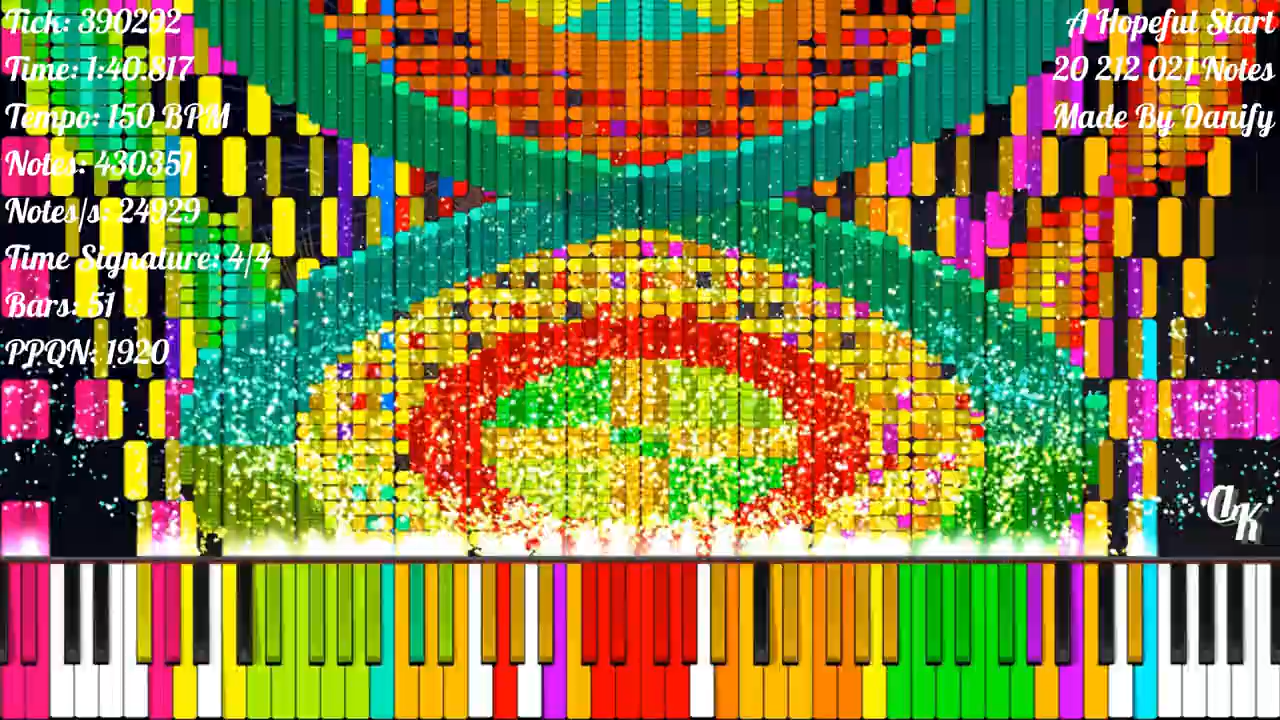 Tick: 390292
Time: 1:40.817
Tempo: 150 BPM
Notes: 430351
Notes/s: 24929
Time Signature: 4/4
Bars: 51
PPQN: 1920
A Hopeful Start
20 212 021 Notes
Made By Danify
AK